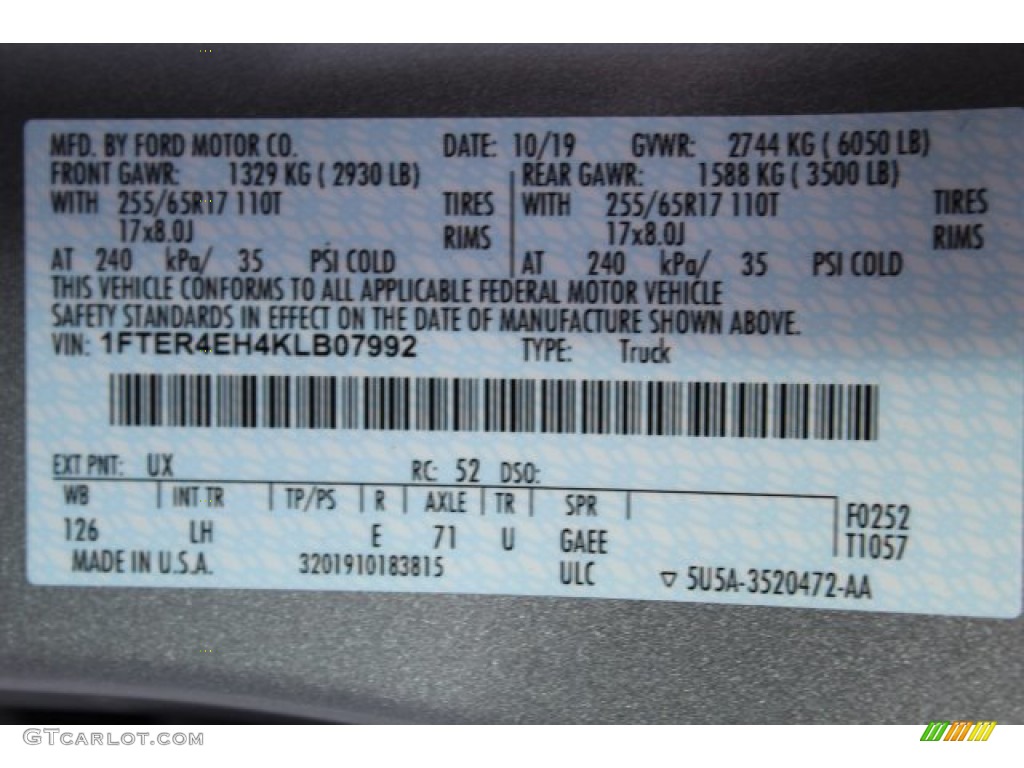 MFD. BY FORD MOTOR CO. DATE: 10/19 GVWR: 2744 KG ( 6050 LB)
FRONT GAWR: 1329 KG ( 2930 LB) REAR GAWR: 1588 KG ( 3500 LB)
WITH 255/65R17 110T TIRES WITH 255/65R17 110T TIRES
17x8.0J RIMS 17x8.0J RIMS
AT 240 kPa/ 35 PSI COLD AT 240 kPa/ 35 PSI COLD
THIS VEHICLE CONFORMS TO ALL APPLICABLE FEDERAL MOTOR VEHICLE
SAFETY STANDARDS IN EFFECT ON THE DATE OF MANUFACTURE SHOWN ABOVE.
VIN: 1FTER4EH4KLB07992 TYPE: Truck
EXT PNT: UX RC: 52 DSO:
WB INT TR TP/PS R AXLE TR SPR F0252
126 LH E 71 U GAEE T1057
MADE IN U.S.A. 3201910183815 ULC ▽ 5U5A-3520472-AA
GTCARLOT.COM